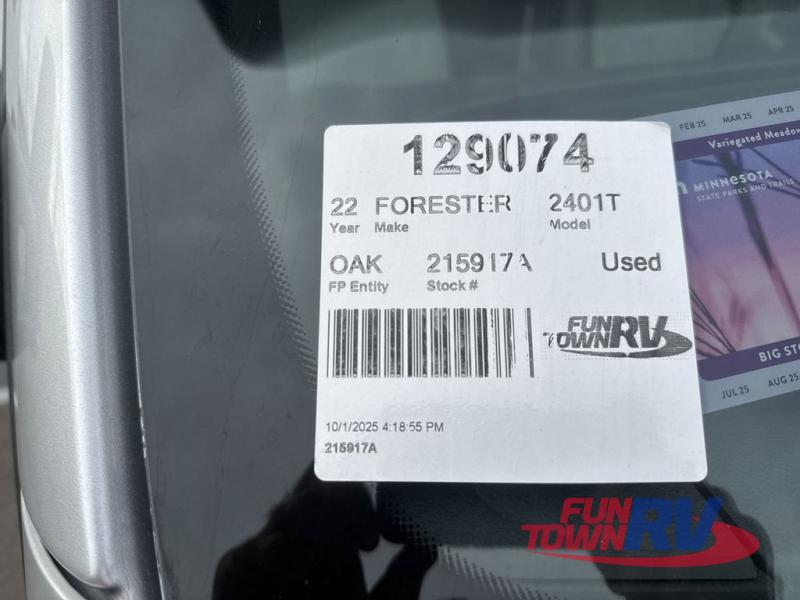 129074
22 FORESTER 2401T
Year Make Model
OAK 215917A Used
FP Entity Stock #
FUN
TOWN RV
10/1/2025 4:18:55 PM
215917A
FEB 25 MAR 25 APR 25
Variegated Meadow
MINNESOTA
STATE PARKS AND TRAILS
BIG STO
JUL 25 AUG 25
FUN
TOWN RV